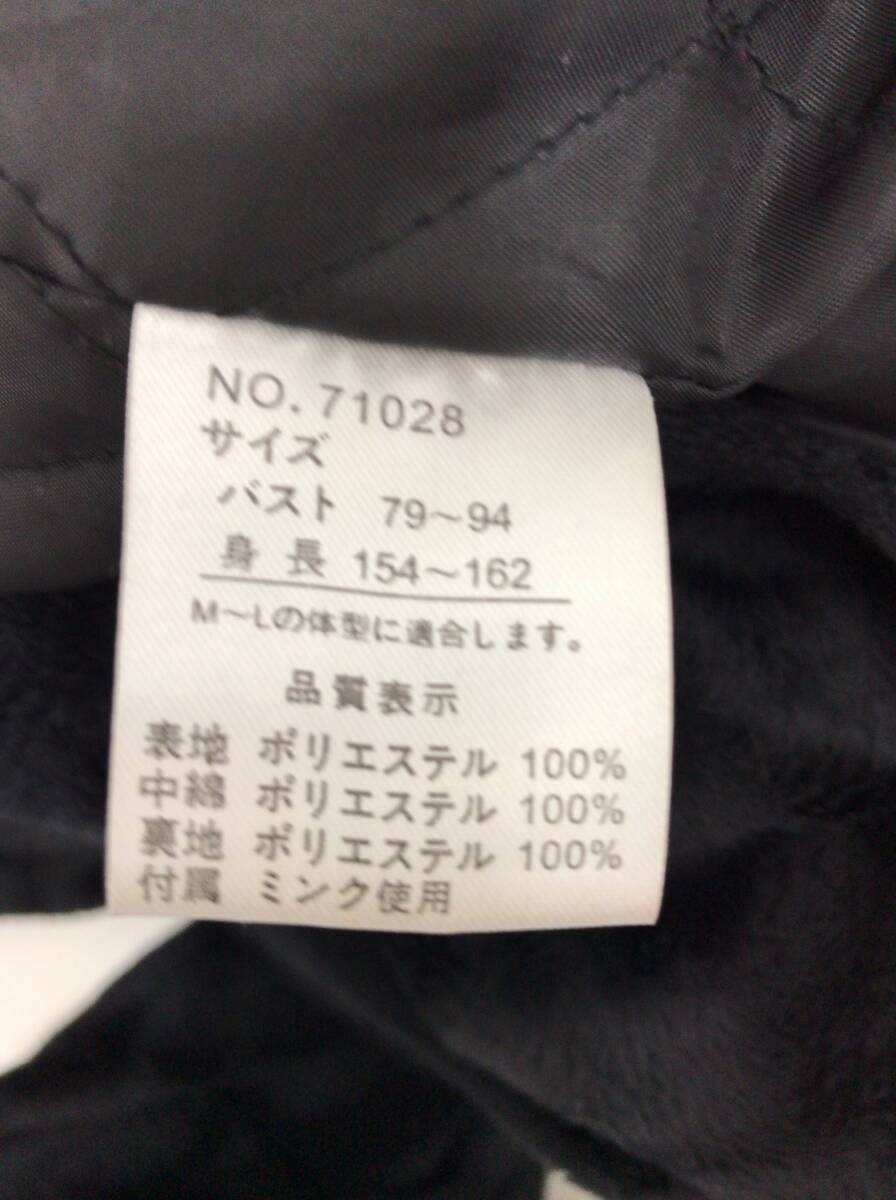 NO. 71028
サイズ
バスト 79～94
身長 154～162
M～Lの体型に適合します。
品質表示
表地 ポリエステル 100%
中綿 ポリエステル 100%
裏地 ポリエステル 100%
付属 ミンク使用